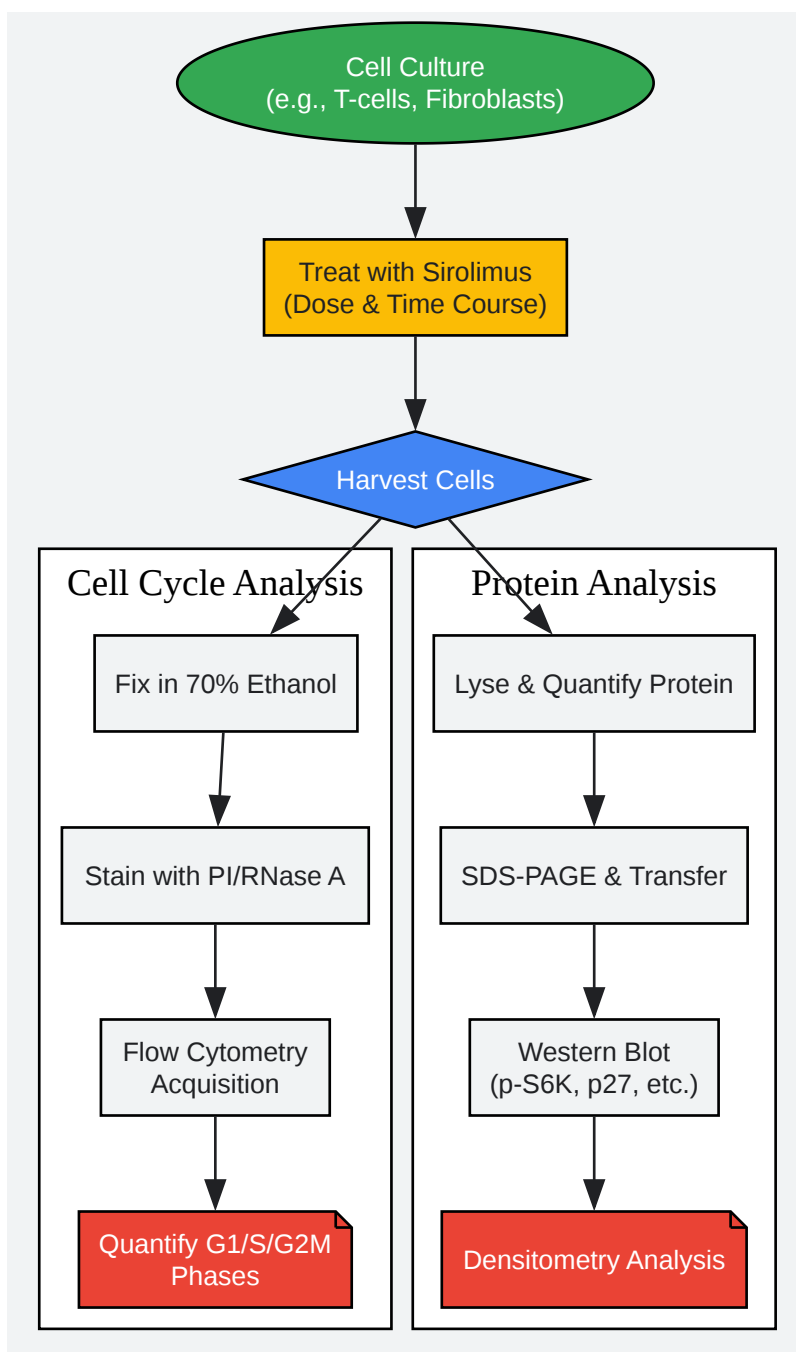 Cell Culture
(e.g., T-cells, Fibroblasts)
Treat with Sirolimus
(Dose & Time Course)
Harvest Cells
Cell Cycle Analysis
Fix in 70% Ethanol
Stain with PI/RNase A
Flow Cytometry
Acquisition
Quantify G1/S/G2M
Phases
Protein Analysis
Lyse & Quantify Protein
SDS-PAGE & Transfer
Western Blot
(p-S6K, p27, etc.)
Densitometry Analysis